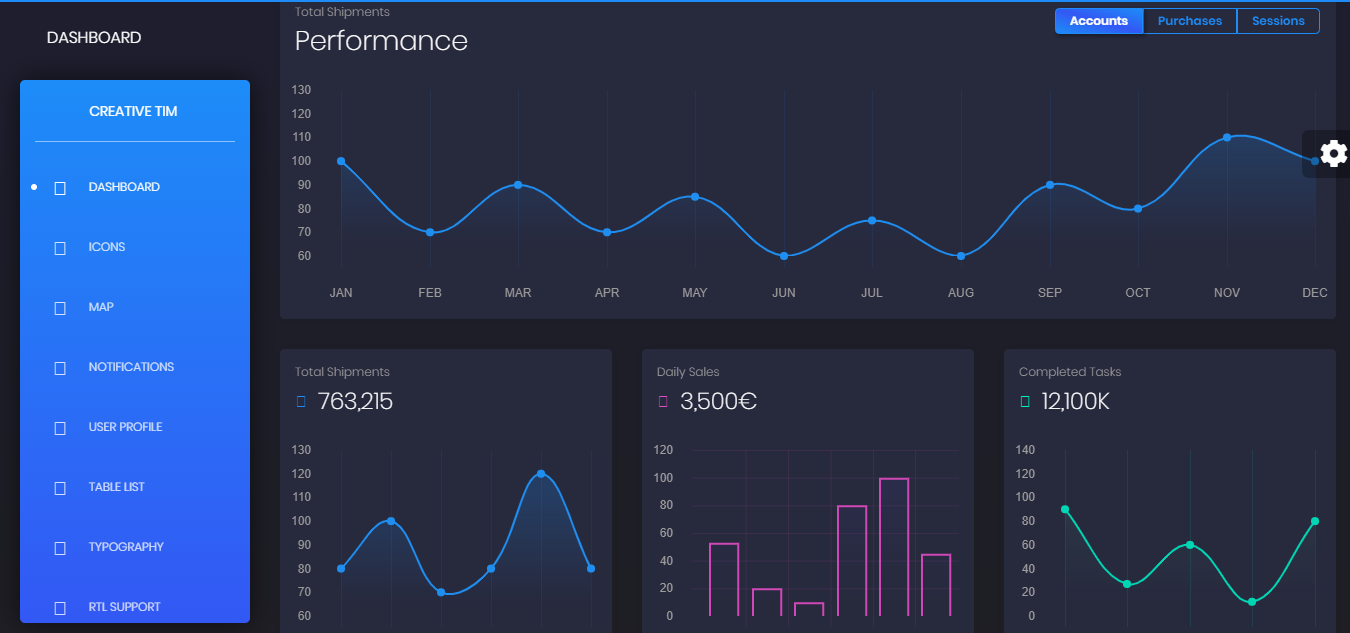 DASHBOARD
CREATIVE TIM
DASHBOARD
ICONS
MAP
NOTIFICATIONS
USER PROFILE
TABLE LIST
TYPOGRAPHY
RTL SUPPORT
Total Shipments
Performance
Accounts Purchases Sessions
130
120
110
100
90
80
70
60
JAN FEB MAR APR MAY JUN JUL AUG SEP OCT NOV DEC
Total Shipments
763,215
130
120
110
100
90
80
70
60
Daily Sales
3,500€
120
100
80
60
40
20
0
Completed Tasks
12,100K
140
120
100
80
60
40
20
0